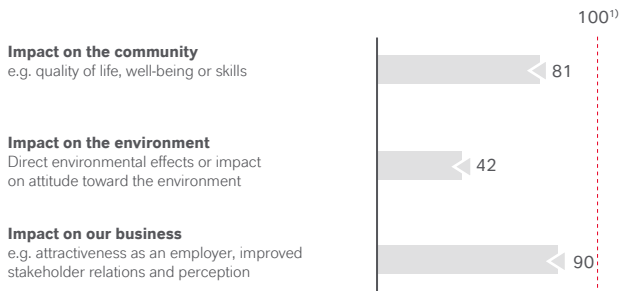 100¹⁾
Impact on the community
e.g. quality of life, well-being or skills
81
Impact on the environment
Direct environmental effects or impact
on attitude toward the environment
42
Impact on our business
e.g. attractiveness as an employer, improved
stakeholder relations and perception
90